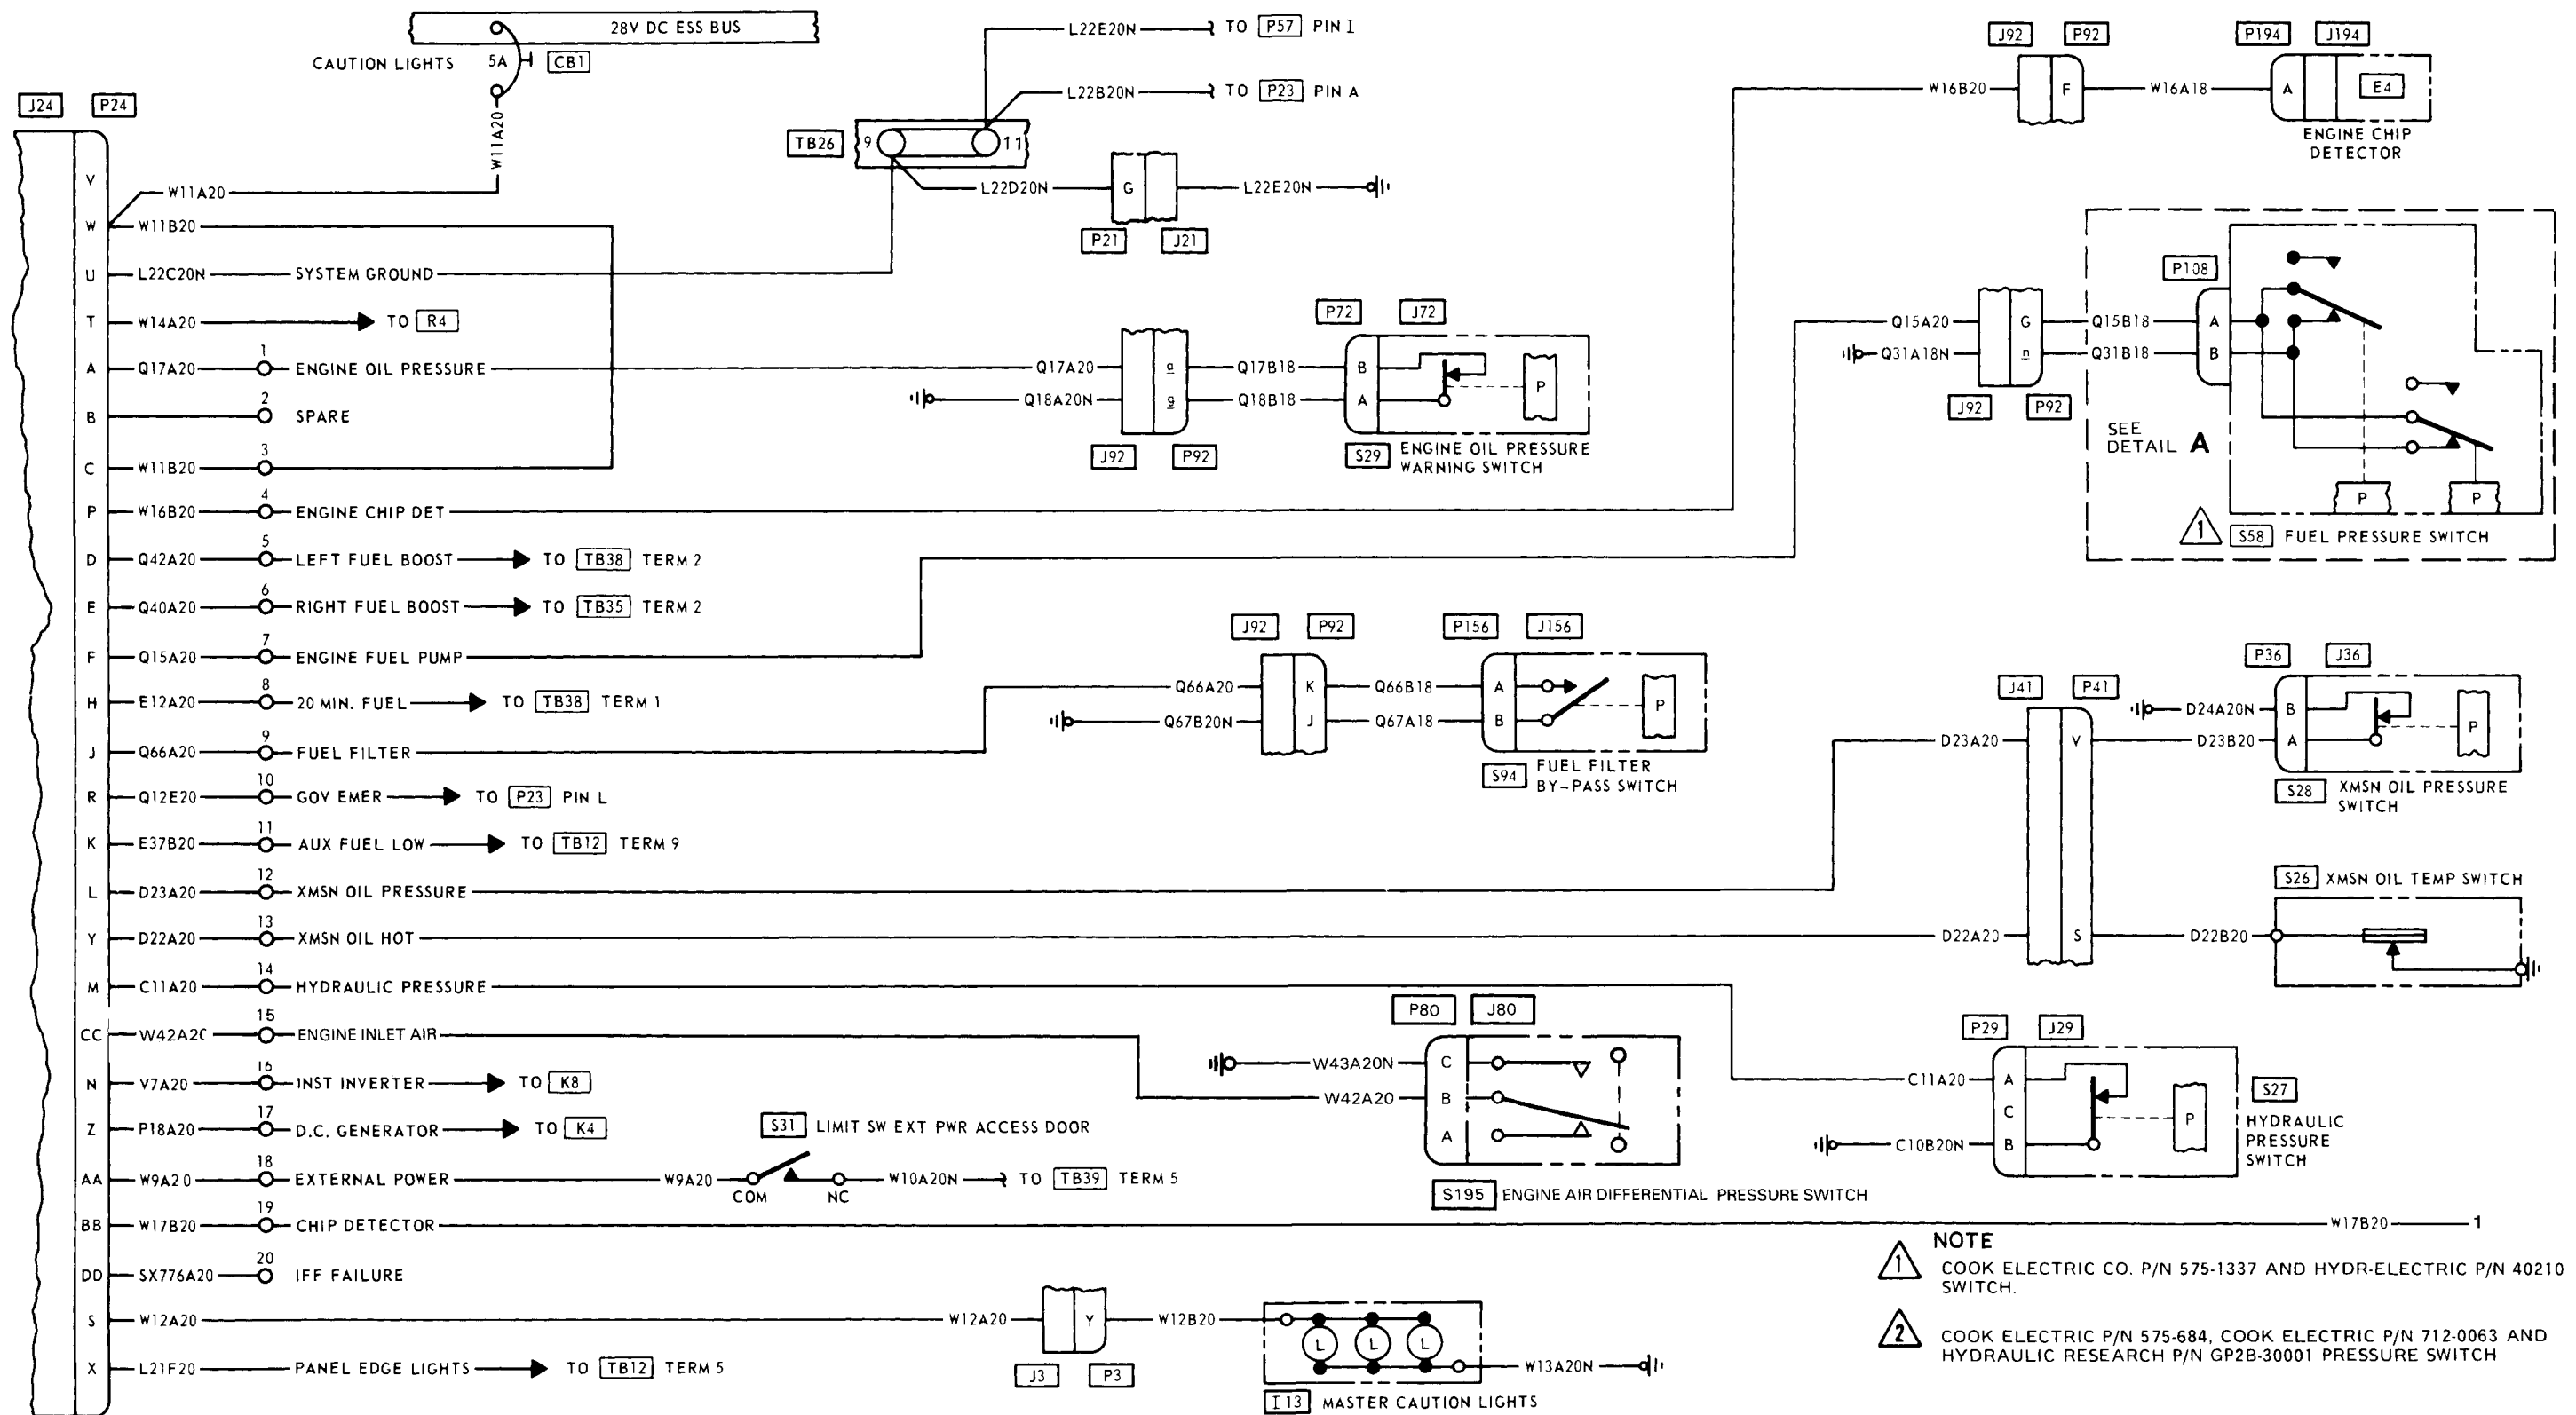 28V DC ESS BUS
CAUTION LIGHTS 5A CB1
W11A20
L22E20N TO P57 PIN I
L22B20N TO P23 PIN A
TB26 9 11
L22D20N G L22E20N
P21 J21
J92 P92 P194 J194
W16B20 F W16A18 A E4
ENGINE CHIP
DETECTOR
J24 P24
V
W11A20
W W11B20
U L22C20N SYSTEM GROUND
T W14A20 TO R4
A Q17A20 1 ENGINE OIL PRESSURE
B 2 SPARE
C W11B20 3
P W16B20 4 ENGINE CHIP DET
D Q42A20 5 LEFT FUEL BOOST TO TB38 TERM 2
E Q40A20 6 RIGHT FUEL BOOST TO TB35 TERM 2
F Q15A20 7 ENGINE FUEL PUMP
H E12A20 8 20 MIN. FUEL TO TB38 TERM 1
J Q66A20 9 FUEL FILTER
R Q12E20 10 GOV EMER TO P23 PIN L
K E37B20 11 AUX FUEL LOW TO TB12 TERM 9
L D23A20 12 XMSN OIL PRESSURE
Y D22A20 13 XMSN OIL HOT
M C11A20 14 HYDRAULIC PRESSURE
CC W42A20 15 ENGINE INLET AIR
N V7A20 16 INST INVERTER TO K8
Z P18A20 17 D.C. GENERATOR TO K4
AA W9A20 18 EXTERNAL POWER W9A20 COM NC W10A20N TO TB39 TERM 5
S31 LIMIT SW EXT PWR ACCESS DOOR
BB W17B20 19 CHIP DETECTOR W17B20 1
DD SX776A20 20 IFF FAILURE
S W12A20 W12A20 Y W12B20 L L L W13A20N
J3 P3
I13 MASTER CAUTION LIGHTS
X L21F20 PANEL EDGE LIGHTS TO TB12 TERM 5
P72 J72
Q17A20 a Q17B18 B P
Q18A20N g Q18B18 A
J92 P92
S29 ENGINE OIL PRESSURE
WARNING SWITCH
P108
Q15A20 G Q15B18 A
Q31A18N n Q31B18 B
J92 P92
SEE
DETAIL A
P P
1 S58 FUEL PRESSURE SWITCH
J92 P92 P156 J156
Q66A20 K Q66B18 A P
Q67B20N J Q67A18 B
S94 FUEL FILTER
BY-PASS SWITCH
P36 J36
J41 P41
D24A20N B P
D23A20 V D23B20 A
S28 XMSN OIL PRESSURE
SWITCH
S26 XMSN OIL TEMP SWITCH
D22A20 S D22B20
P80 J80
W43A20N C
W42A20 B
A
S195 ENGINE AIR DIFFERENTIAL PRESSURE SWITCH
P29 J29
C11A20 A
C P
C10B20N B
S27
HYDRAULIC
PRESSURE
SWITCH
NOTE
1 COOK ELECTRIC CO. P/N 575-1337 AND HYDR-ELECTRIC P/N 40210
SWITCH.
2 COOK ELECTRIC P/N 575-684, COOK ELECTRIC P/N 712-0063 AND
HYDRAULIC RESEARCH P/N GP2B-30001 PRESSURE SWITCH